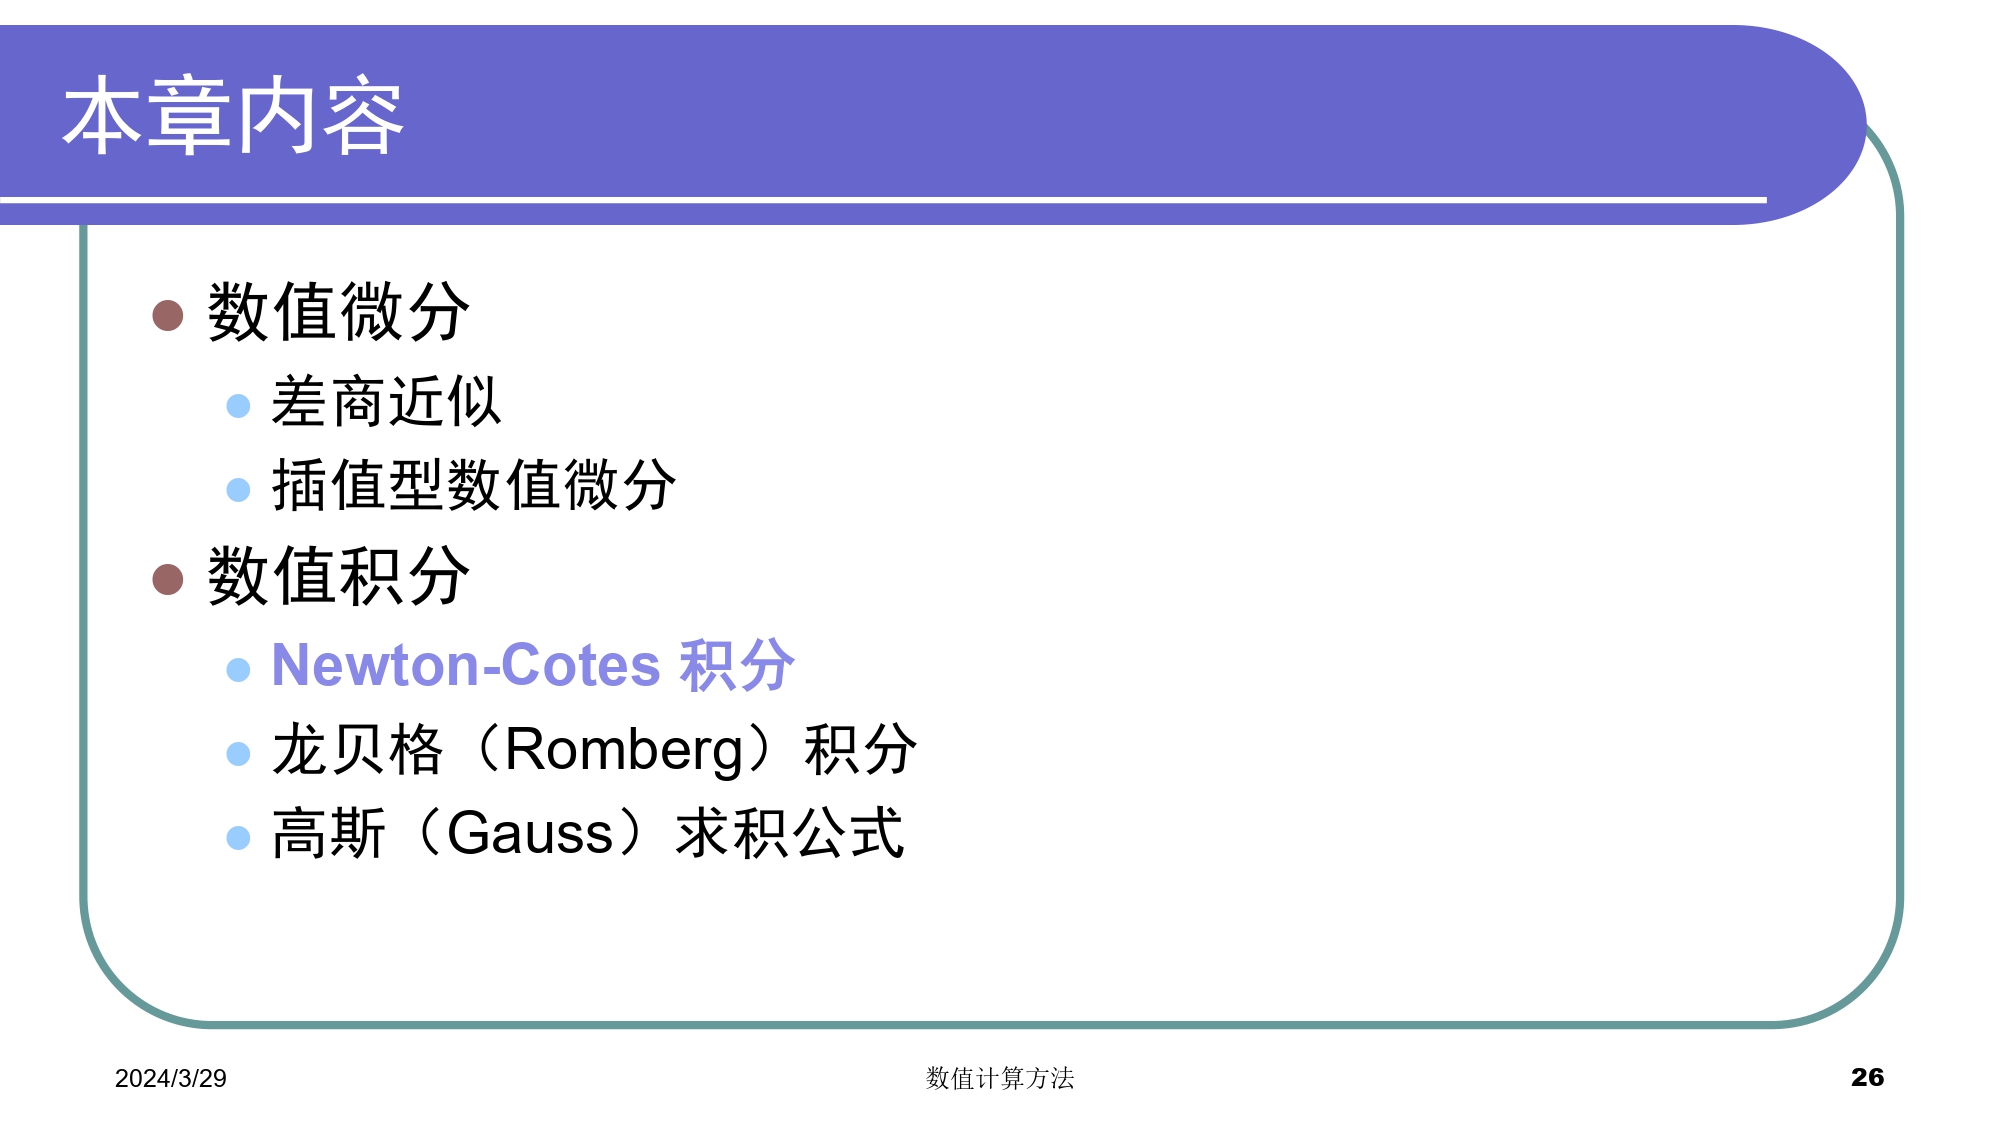 本章内容
数值微分
差商近似
插值型数值微分
数值积分
Newton-Cotes 积分
龙贝格（Romberg）积分
高斯（Gauss）求积公式
2024/3/29
数值计算方法
26